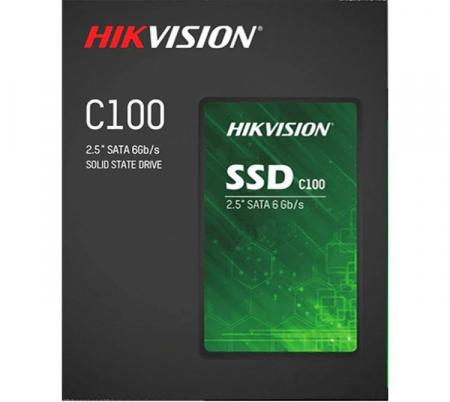 HIKVISION
C100
2.5" SATA 6Gb/s
SOLID STATE DRIVE
HIKVISION
SSD C100
2.5" SATA 6 Gb/s